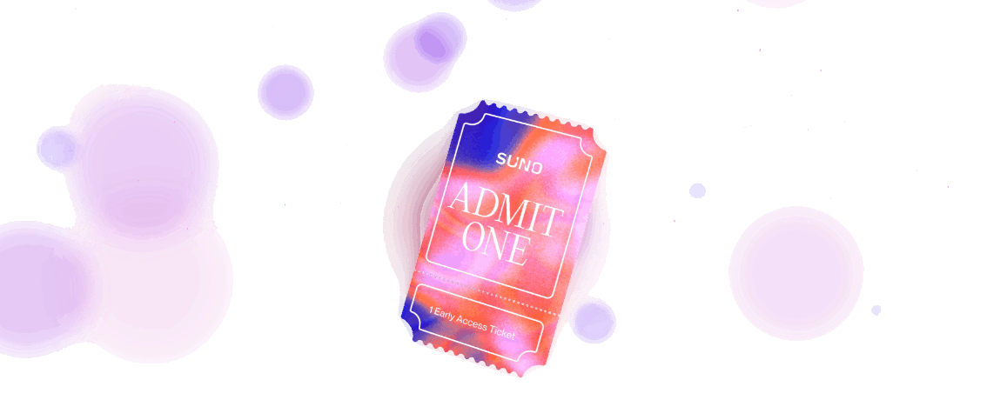 SUNO
ADMIT
ONE
1 Early Access Ticket